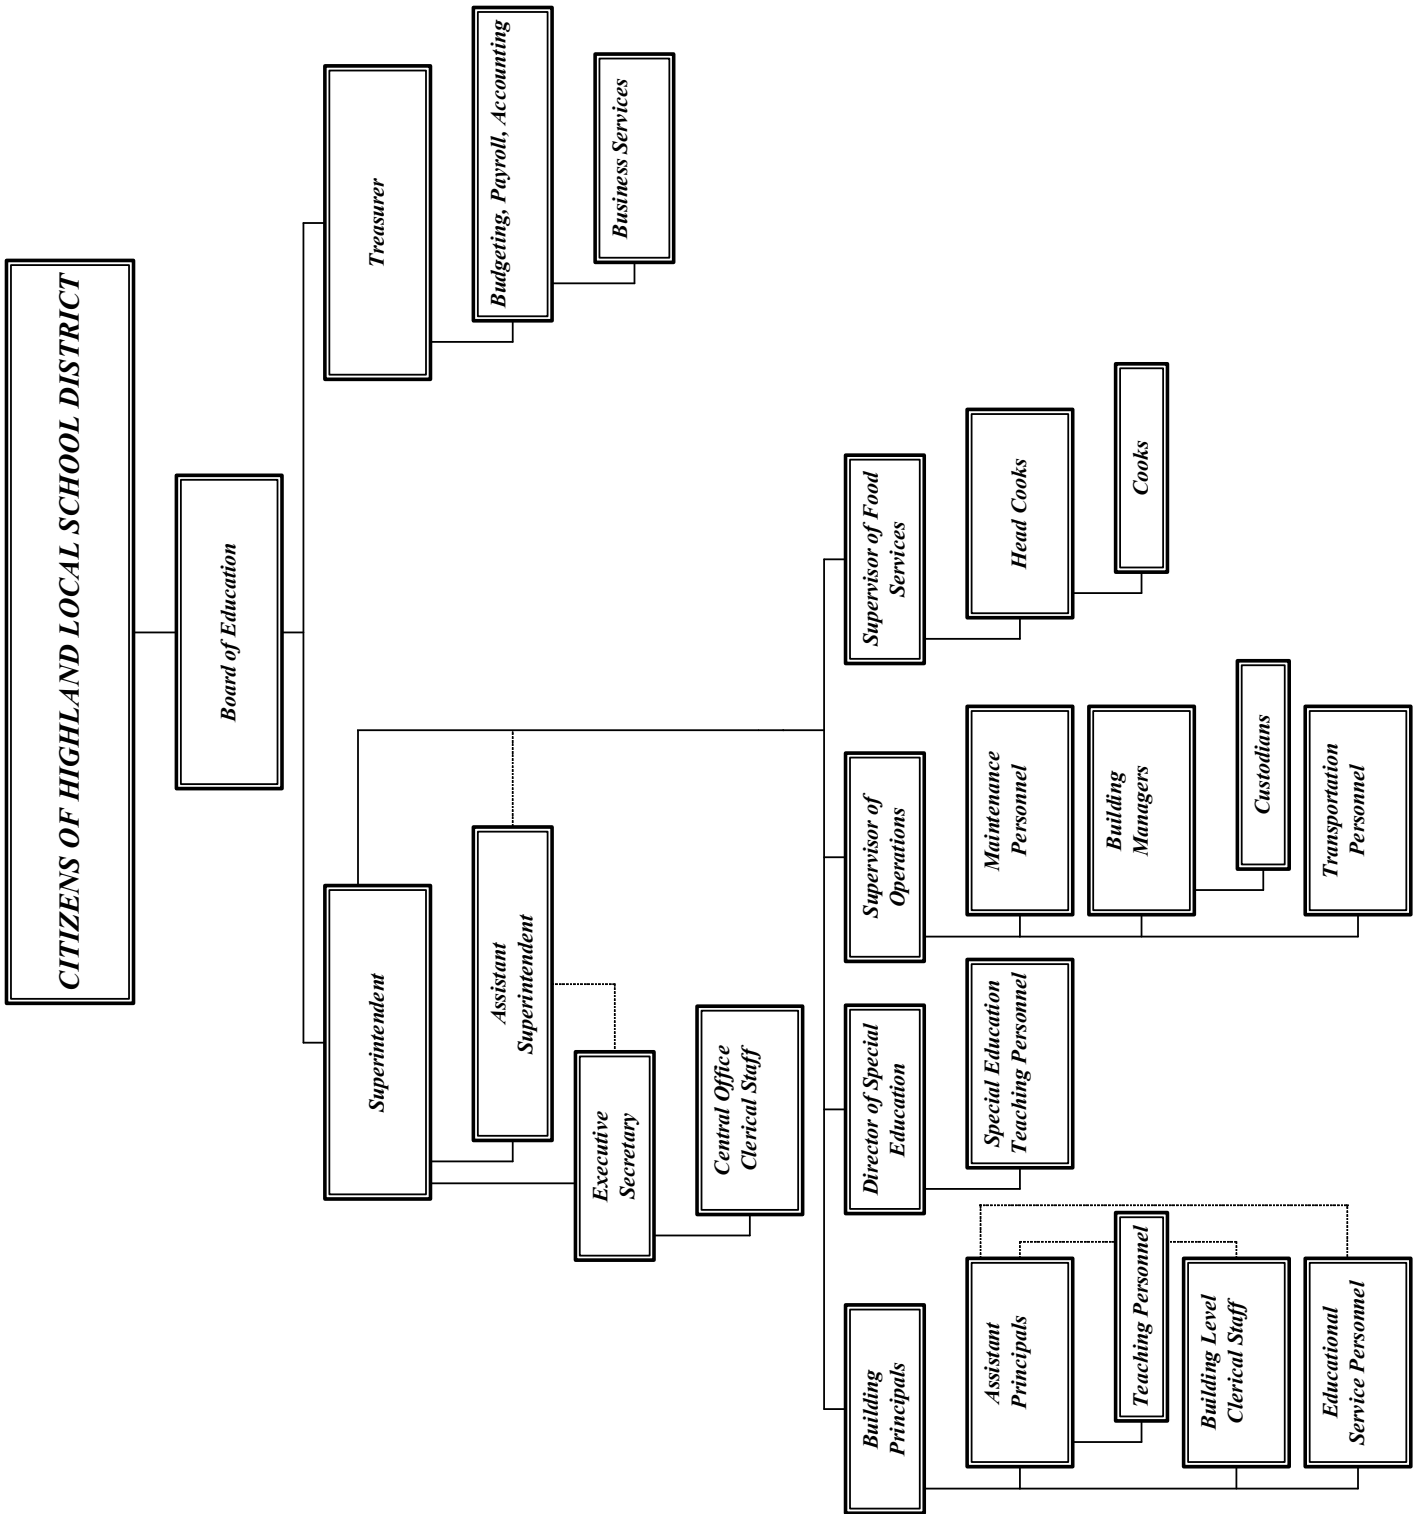 CITIZENS OF HIGHLAND LOCAL SCHOOL DISTRICT
Board of Education
Superintendent
Treasurer
Assistant
Superintendent
Budgeting, Payroll, Accounting
Executive
Secretary
Business Services
Central Office
Clerical Staff
Building
Principals
Director of Special
Education
Supervisor of
Operations
Supervisor of Food
Services
Assistant
Principals
Special Education
Teaching Personnel
Maintenance
Personnel
Head Cooks
Teaching Personnel
Building
Managers
Cooks
Building Level
Clerical Staff
Custodians
Educational
Service Personnel
Transportation
Personnel